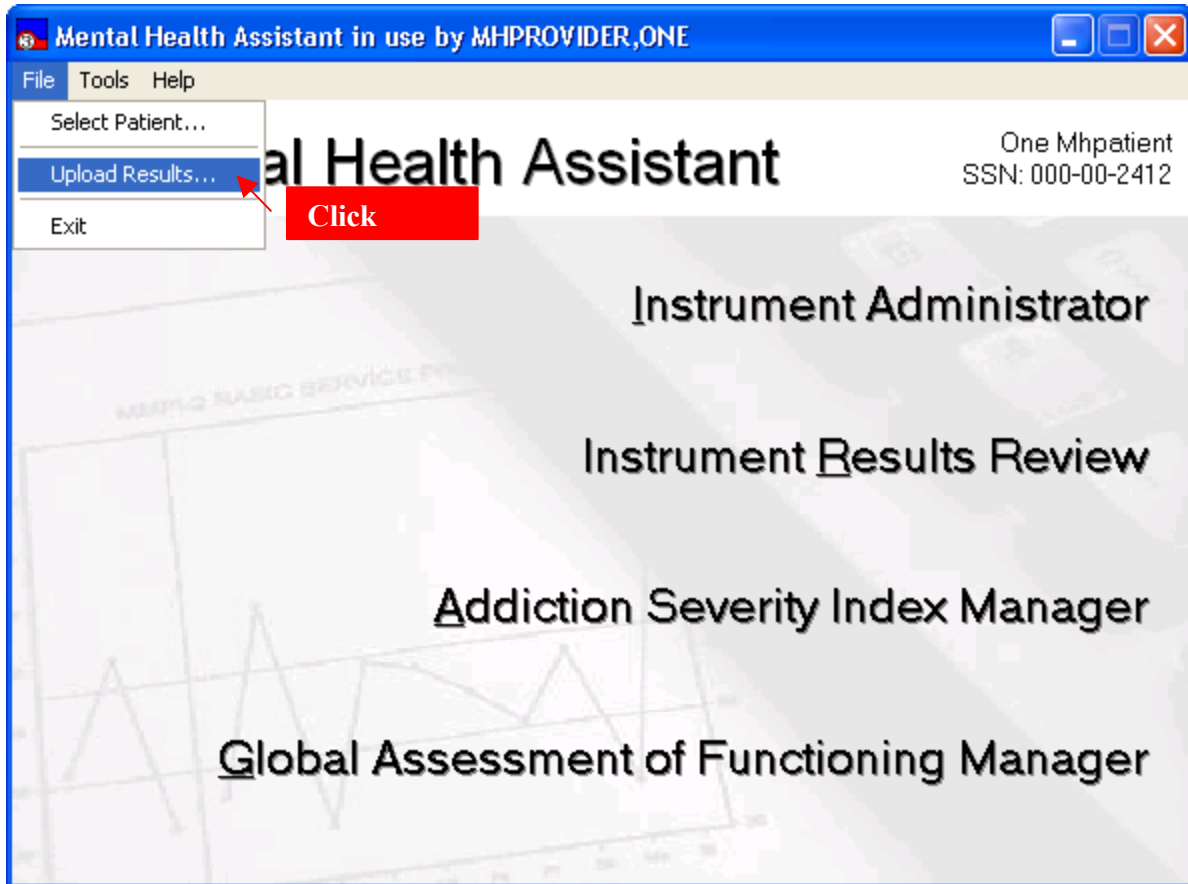 Mental Health Assistant in use by MHPROVIDER,ONE
File Tools Help
Select Patient...
Upload Results...
Exit
Click
al Health Assistant
One Mhpatient
SSN: 000-00-2412
Instrument Administrator
Instrument Results Review
Addiction Severity Index Manager
Global Assessment of Functioning Manager